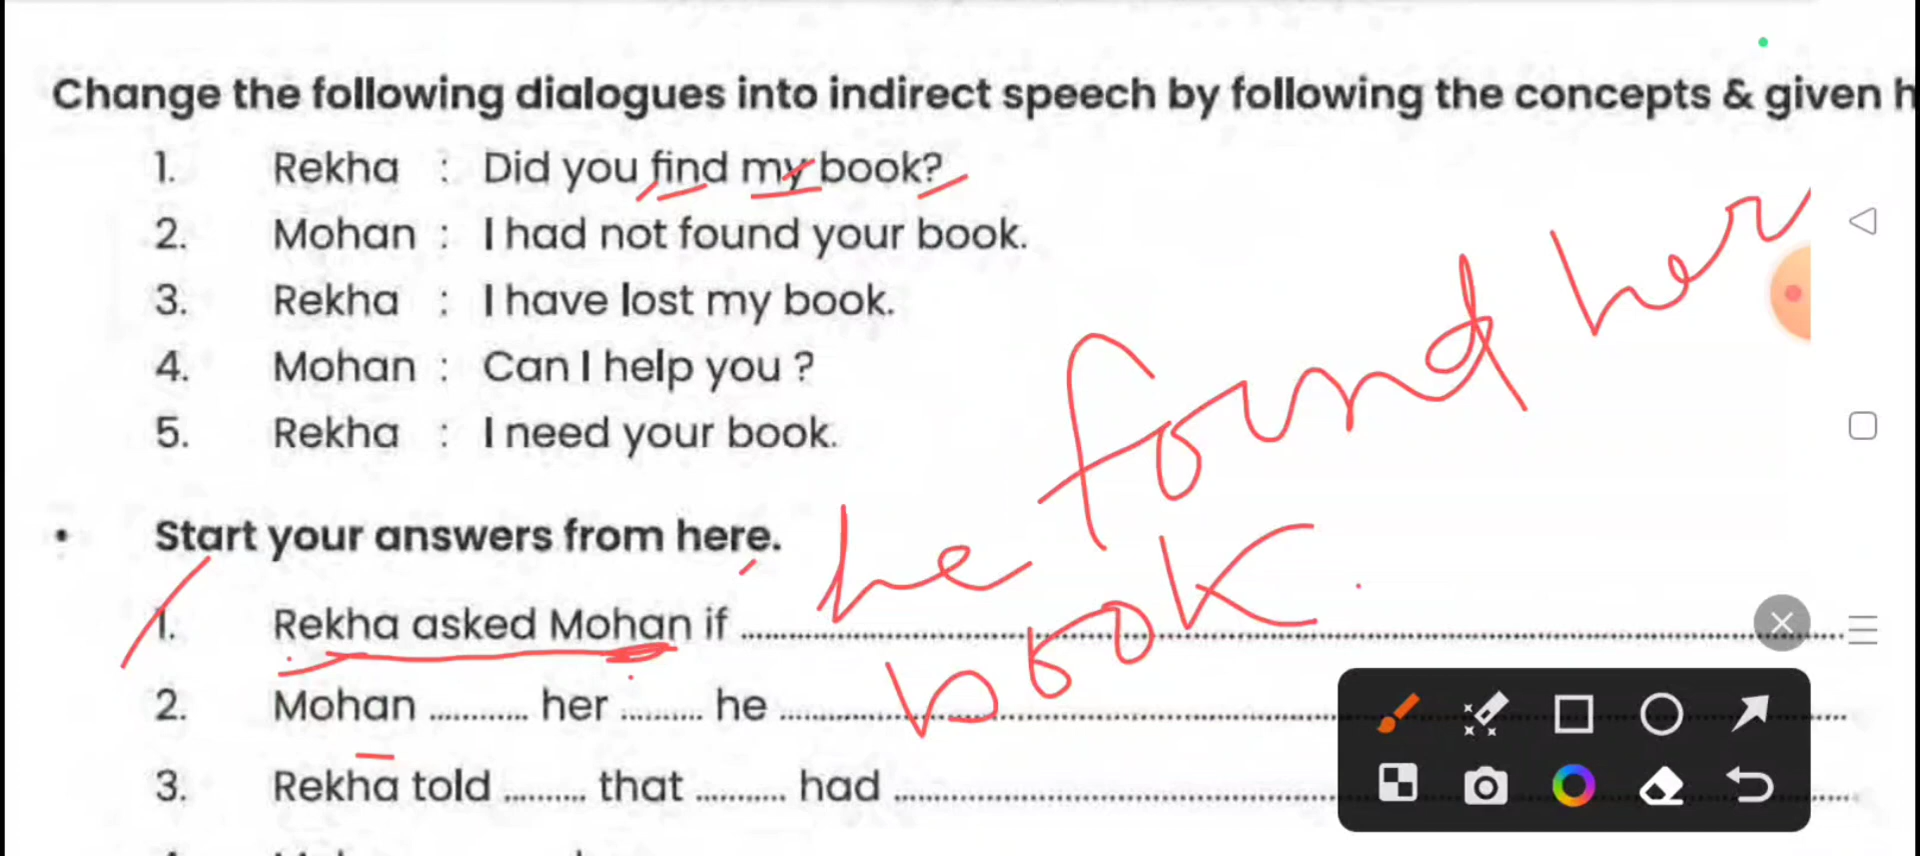 Change the following dialogues into indirect speech by following the concepts & given h
1. Rekha : Did you find my book?
2. Mohan : I had not found your book.
3. Rekha : I have lost my book.
4. Mohan : Can I help you ?
5. Rekha : I need your book.
• Start your answers from here.
he found her
book.
1. Rekha asked Mohan if ..........
2. Mohan .......... her .......... he ..........
3. Rekha told .......... that .......... had ..........